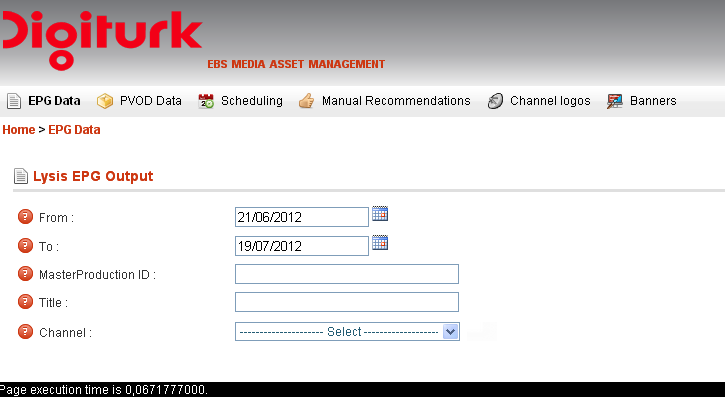 Digiturk
EBS MEDIA ASSET MANAGEMENT
EPG Data PVOD Data Scheduling Manual Recommendations Channel logos Banners
Home > EPG Data
Lysis EPG Output
From : 21/06/2012
To : 19/07/2012
MasterProduction ID :
Title :
Channel : --------------------- Select -------------------
Page execution time is 0,0671777000.